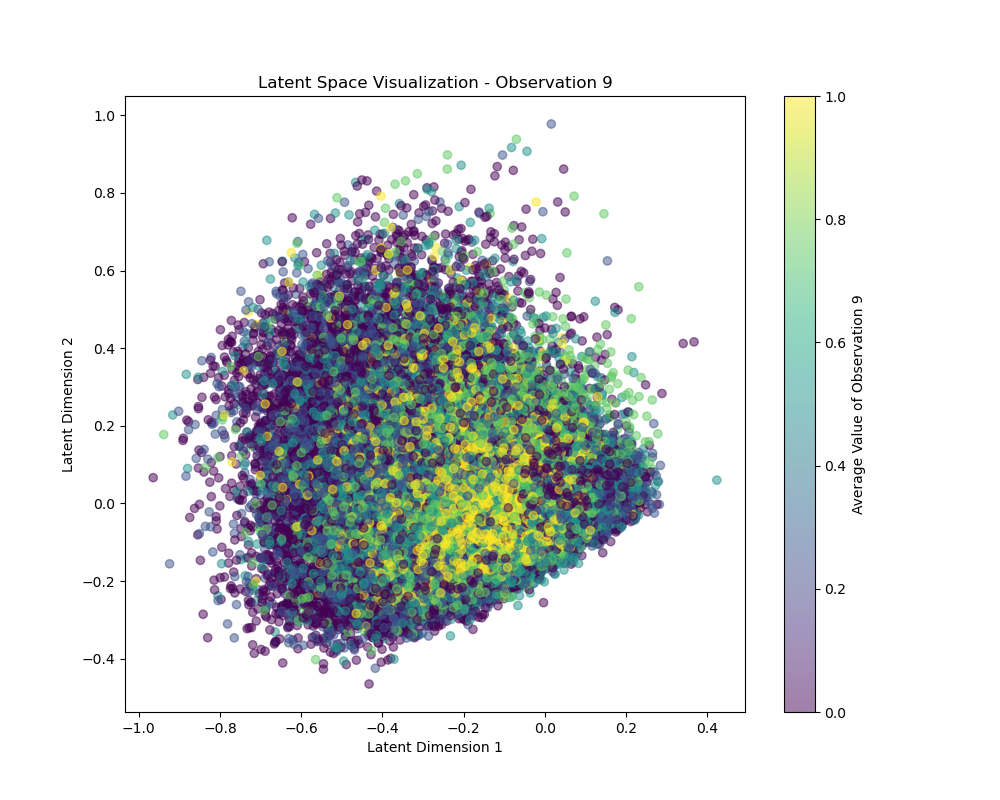 Latent Space Visualization - Observation 9
1.0
0.8
0.6
0.4
0.2
0.0
−0.2
−0.4
Latent Dimension 2
−1.0 −0.8 −0.6 −0.4 −0.2 0.0 0.2 0.4
Latent Dimension 1
1.0
0.8
0.6
0.4
0.2
0.0
Average Value of Observation 9